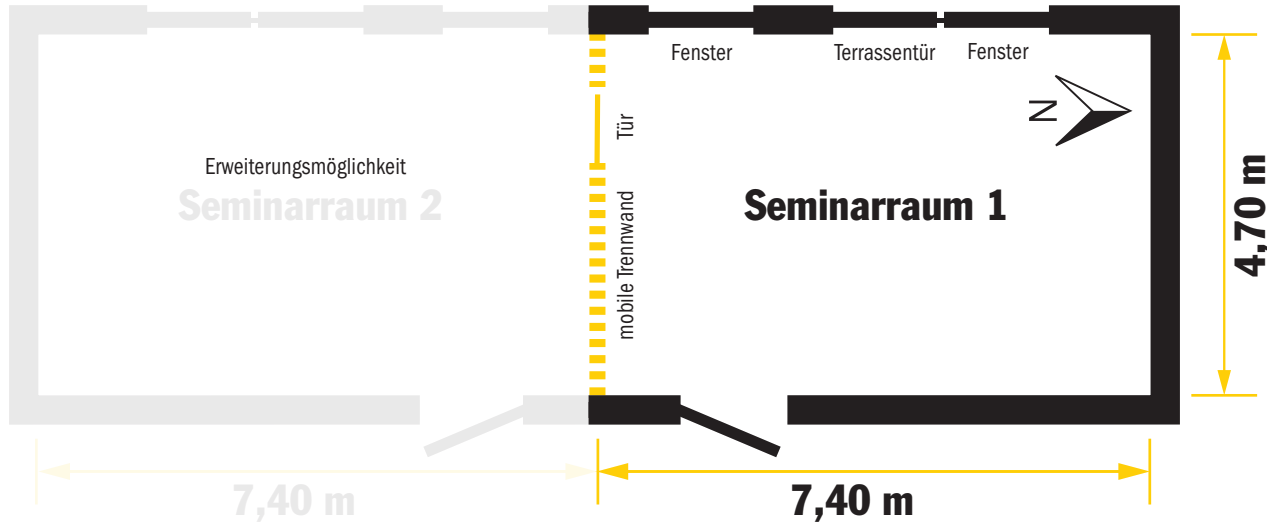 Fenster
Terrassentür
Fenster
N
Tür
Erweiterungsmöglichkeit
Seminarraum 2
mobile Trennwand
Seminarraum 1
4,70 m
7,40 m
7,40 m